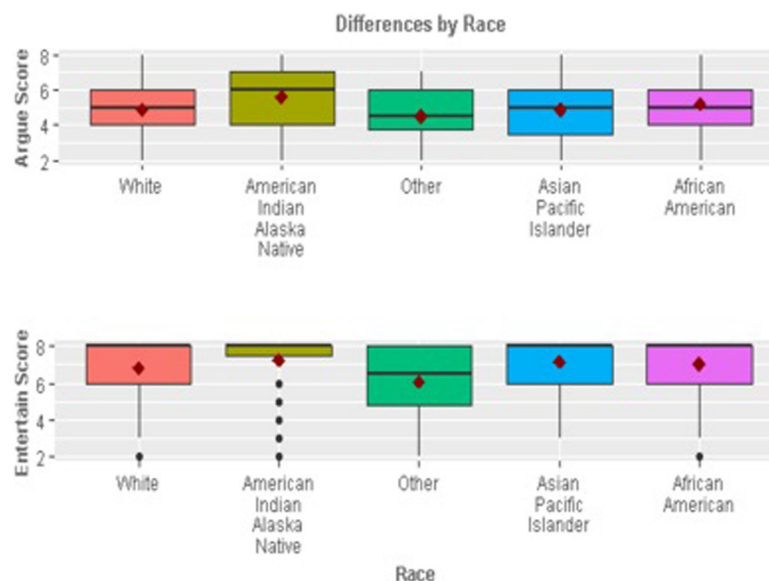 Differences by Race
Argue Score
8
6
4
2
White
American
Indian
Alaska
Native
Other
Asian
Pacific
Islander
African
American
Entertain Score
8
6
4
2
White
American
Indian
Alaska
Native
Other
Asian
Pacific
Islander
African
American
Race